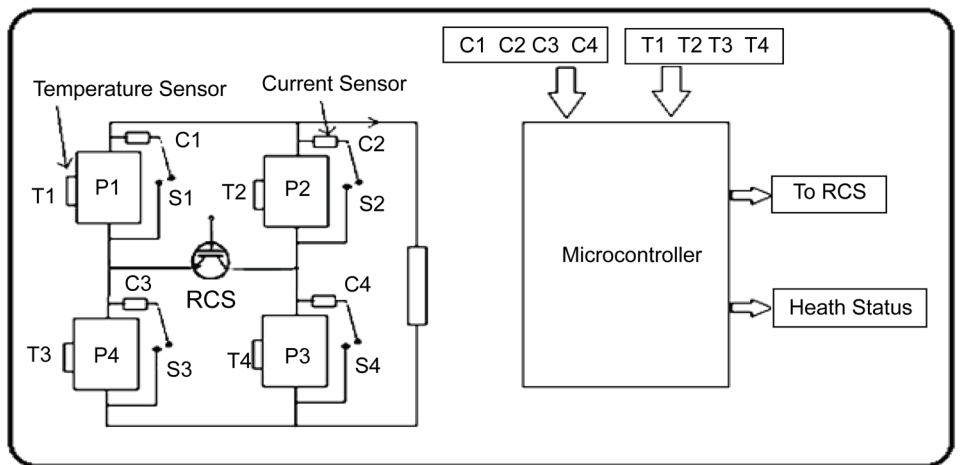 C1 C2 C3 C4
T1 T2 T3 T4
Temperature Sensor
Current Sensor
C1
C2
P1
P2
T1
T2
S1
S2
To RCS
Microcontroller
RCS
C3
C4
Heath Status
T3
P4
S3
T4
P3
S4